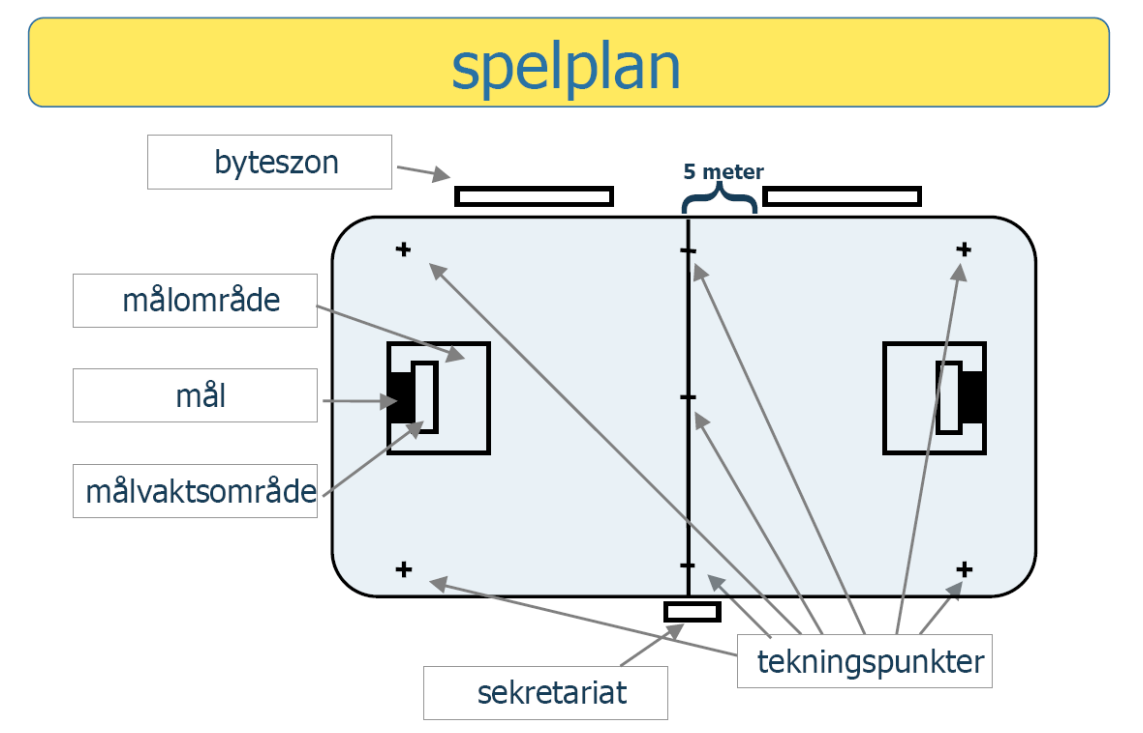 spelplan
byteszon
5 meter
målområde
mål
målvaktsområde
tekningspunkter
sekretariat